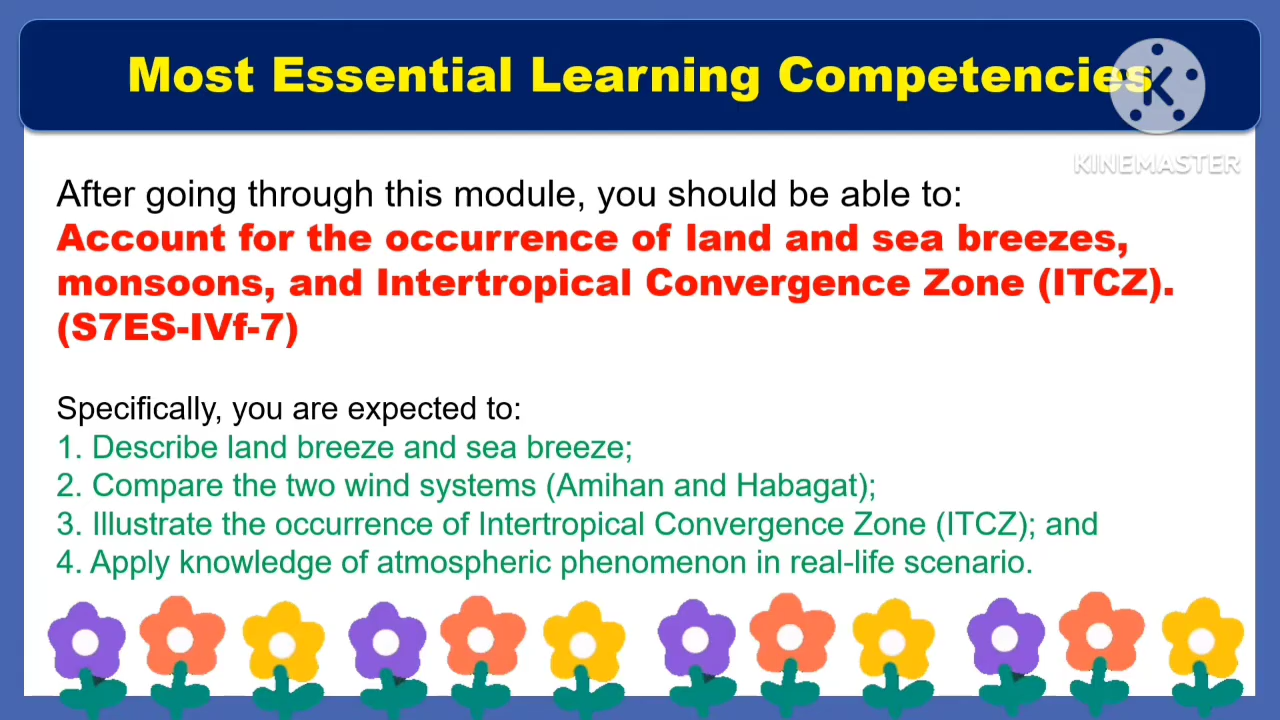 Most Essential Learning Competencies
K
KINEMASTER
After going through this module, you should be able to:
Account for the occurrence of land and sea breezes,
monsoons, and Intertropical Convergence Zone (ITCZ).
(S7ES-IVf-7)
Specifically, you are expected to:
1. Describe land breeze and sea breeze;
2. Compare the two wind systems (Amihan and Habagat);
3. Illustrate the occurrence of Intertropical Convergence Zone (ITCZ); and
4. Apply knowledge of atmospheric phenomenon in real-life scenario.